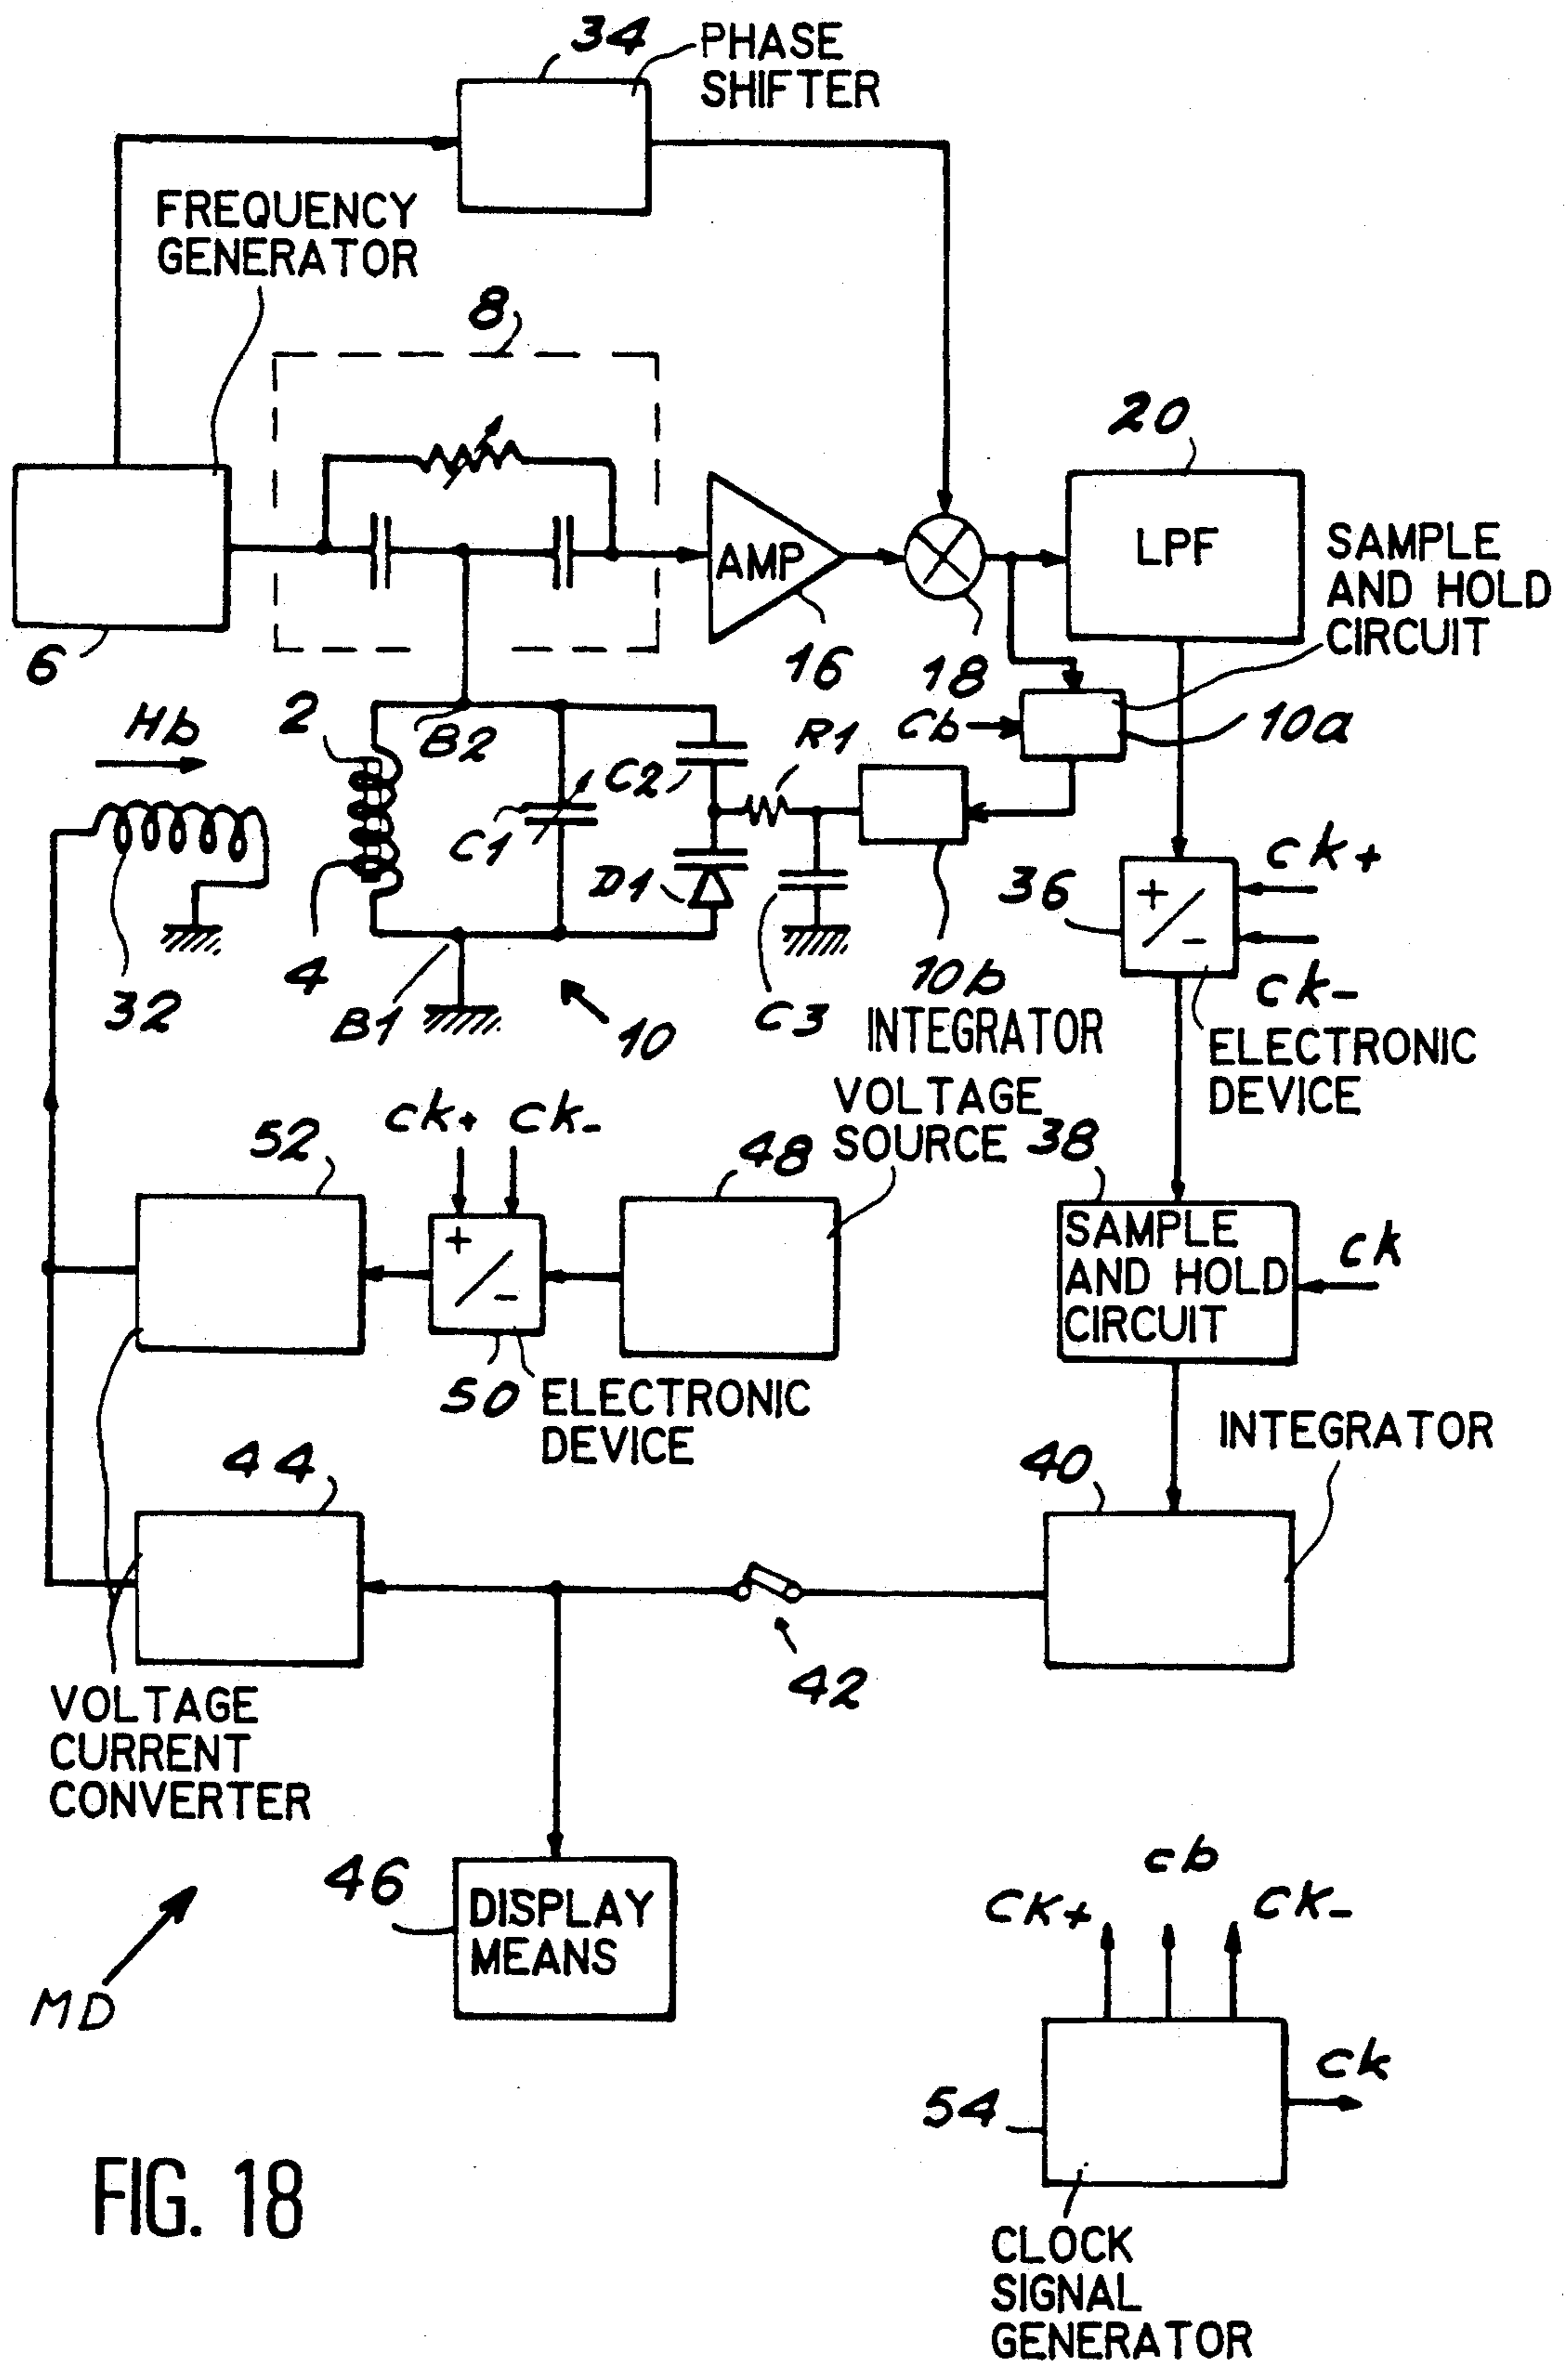 34
PHASE
SHIFTER
FREQUENCY
GENERATOR
8
20
AMP
LPF
SAMPLE
AND HOLD
CIRCUIT
6
16
18
Hb
2
B2
C2
R1
Cb
10a
C1
D1
36
+
-
ck+
32
4
B1
10
C3
10b
INTEGRATOR
ck-
ELECTRONIC
DEVICE
52
ck+
ck-
48
VOLTAGE
SOURCE
38
+
-
SAMPLE
AND HOLD
CIRCUIT
ck
50
ELECTRONIC
DEVICE
44
40
INTEGRATOR
42
VOLTAGE
CURRENT
CONVERTER
46
DISPLAY
MEANS
MD
CK+
cb
CK-
ck
54
FIG. 18
CLOCK
SIGNAL
GENERATOR